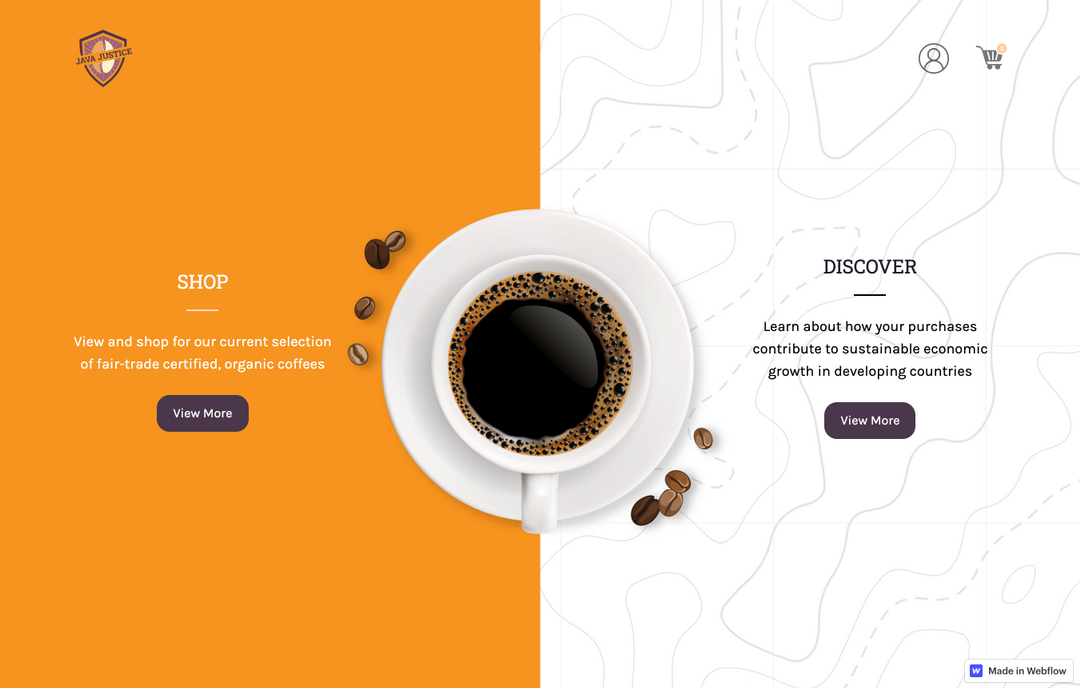 JAVA JUSTICE
SHOP
View and shop for our current selection
of fair-trade certified, organic coffees
View More
DISCOVER
Learn about how your purchases
contribute to sustainable economic
growth in developing countries
View More
Made in Webflow